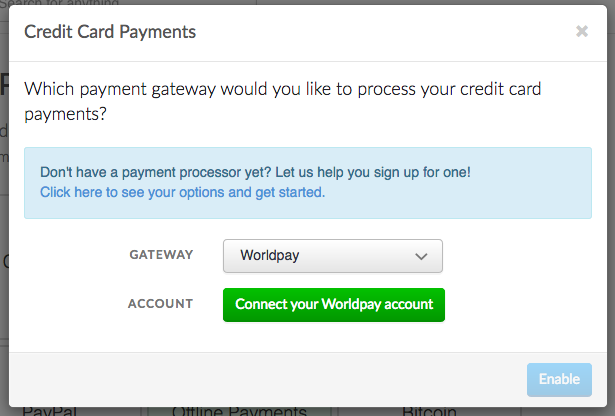 Search for anything
Credit Card Payments
Which payment gateway would you like to process your credit card
payments?
Don't have a payment processor yet? Let us help you sign up for one!
Click here to see your options and get started.
GATEWAY Worldpay
ACCOUNT Connect your Worldpay account
Enable
PayPal Offline Payments Bitcoin